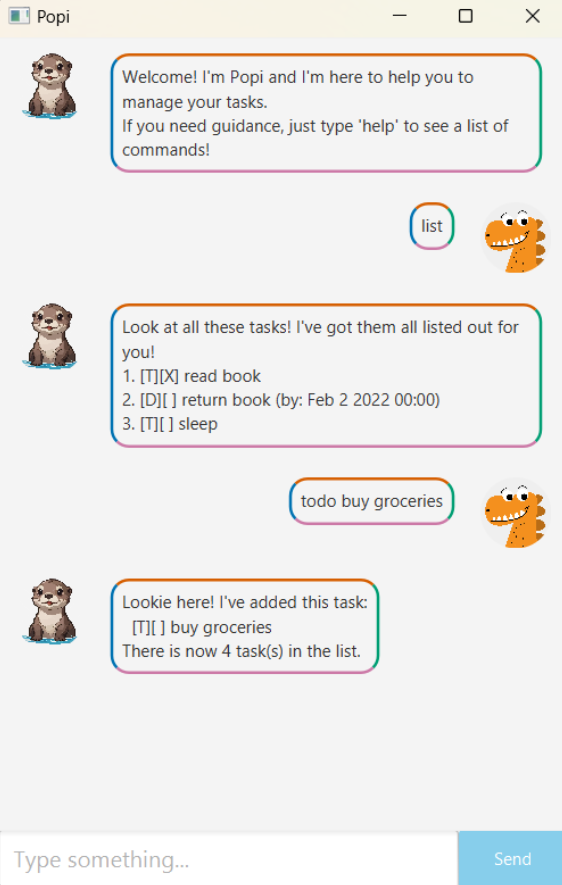 Popi
Welcome! I'm Popi and I'm here to help you to
manage your tasks.
If you need guidance, just type 'help' to see a list of
commands!
list
Look at all these tasks! I've got them all listed out for
you!
1. [T][X] read book
2. [D][ ] return book (by: Feb 2 2022 00:00)
3. [T][ ] sleep
todo buy groceries
Lookie here! I've added this task:
[T][ ] buy groceries
There is now 4 task(s) in the list.
Type something...
Send